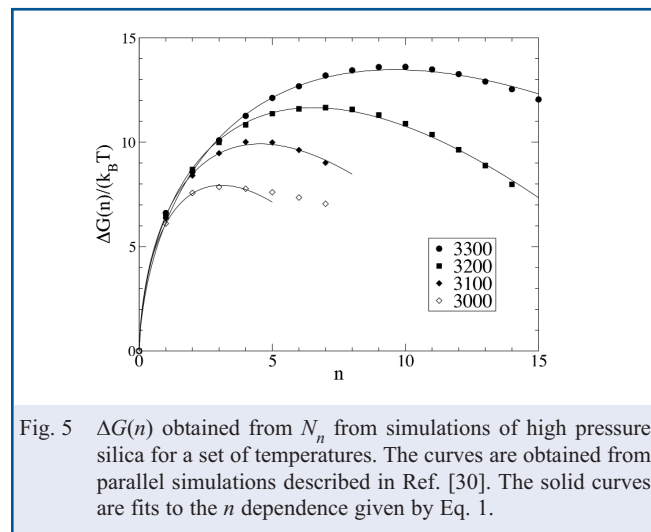 15
10
5
0
ΔG(n)/(k_BT)
0
5
10
15
n
3300
3200
3100
3000
Fig. 5 ΔG(n) obtained from N_n from simulations of high pressure
silica for a set of temperatures. The curves are obtained from
parallel simulations described in Ref. [30]. The solid curves
are fits to the n dependence given by Eq. 1.